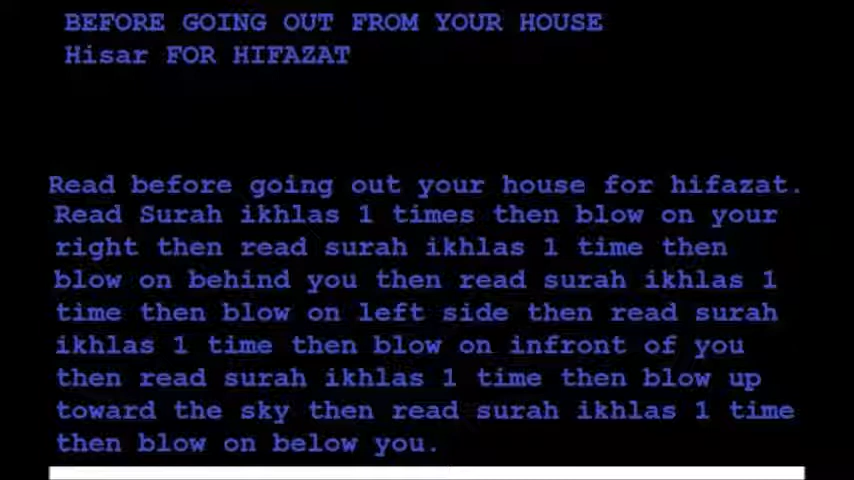 BEFORE GOING OUT FROM YOUR HOUSE
Hisar FOR HIFAZAT
Read before going out your house for hifazat.
Read Surah ikhlas 1 times then blow on your
right then read surah ikhlas 1 time then
blow on behind you then read surah ikhlas 1
time then blow on left side then read surah
ikhlas 1 time then blow on infront of you
then read surah ikhlas 1 time then blow up
toward the sky then read surah ikhlas 1 time
then blow on below you.